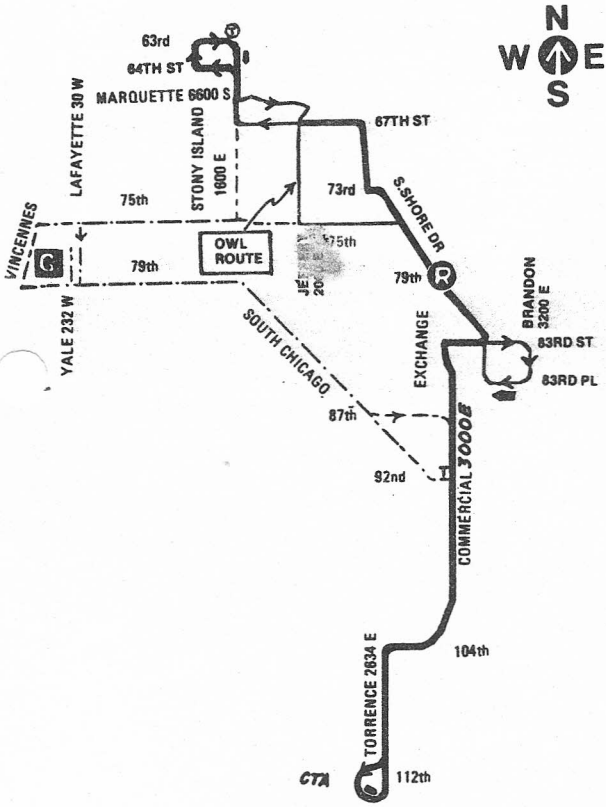 N
W E
S
63rd
T
64TH ST
MARQUETTE 6600 S
67TH ST
LAFAYETTE 30 W
STONY ISLAND
1600 E
75th
73rd
S.SHORE DR
VINCENNES
G
79th
OWL
ROUTE
75th
79th
R
BRANDON
3200 E
YALE 232 W
SOUTH CHICAGO
EXCHANGE
83RD ST
83RD PL
87th
92nd
T
COMMERCIAL 3000E
104th
TORRENCE 2634 E
CTA
112th